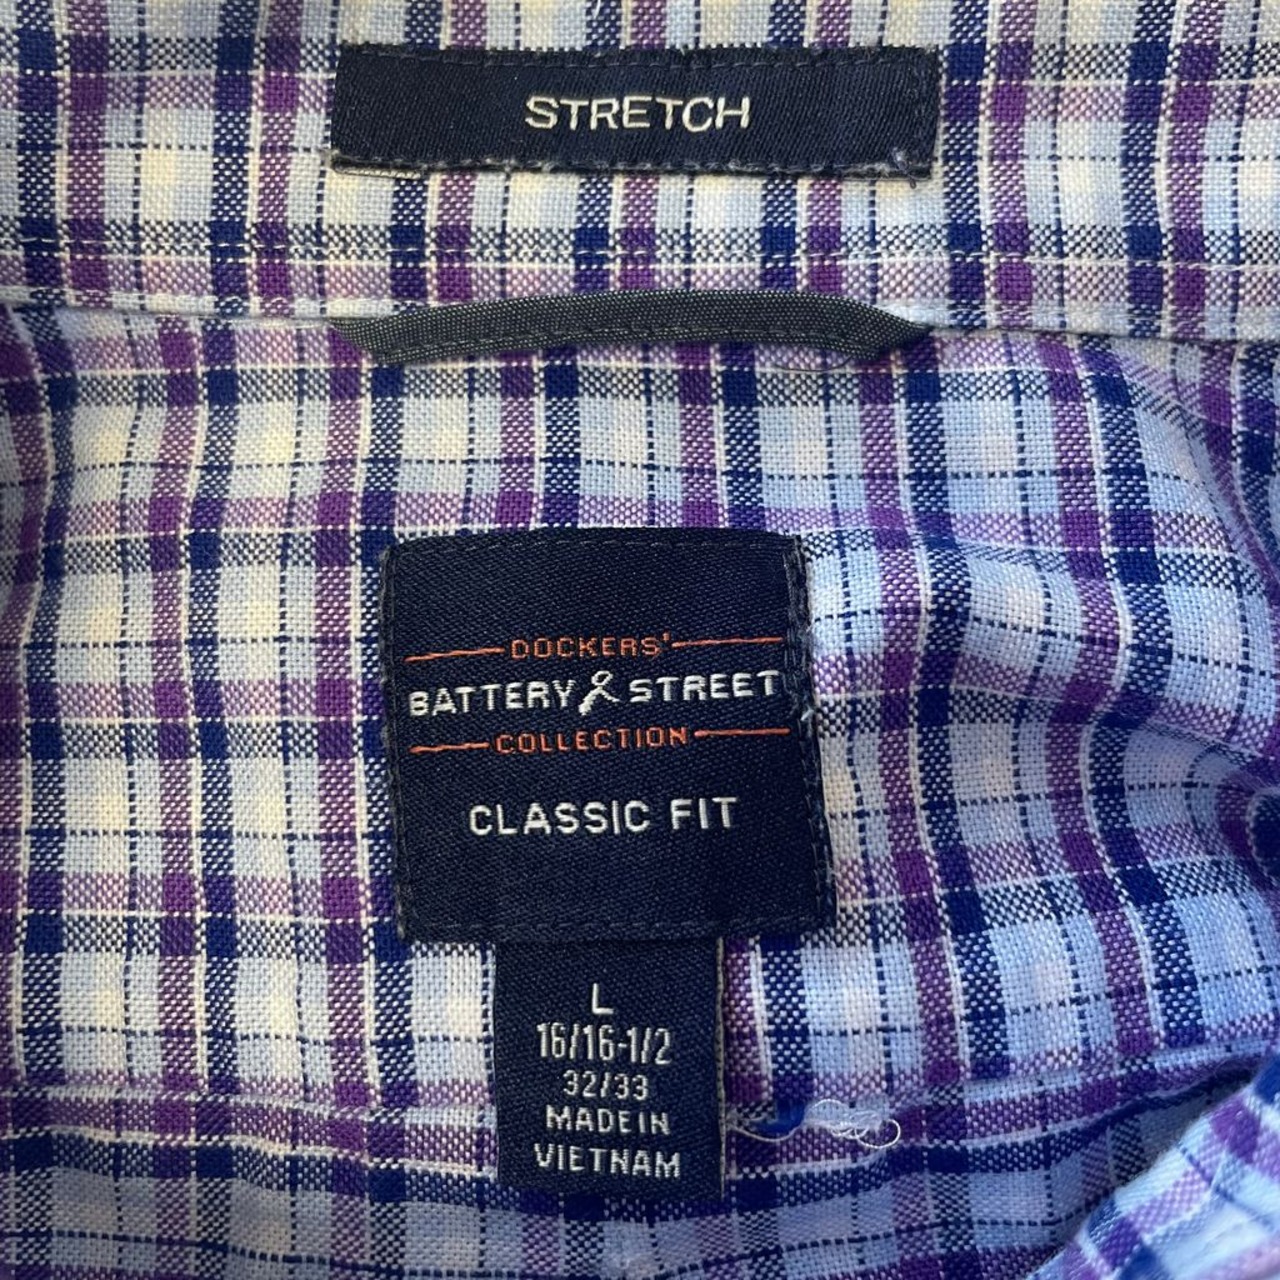 STRETCH
DOCKERS'
BATTERY & STREET
COLLECTION
CLASSIC FIT
L
16/16-1/2
32/33
MADE IN
VIETNAM